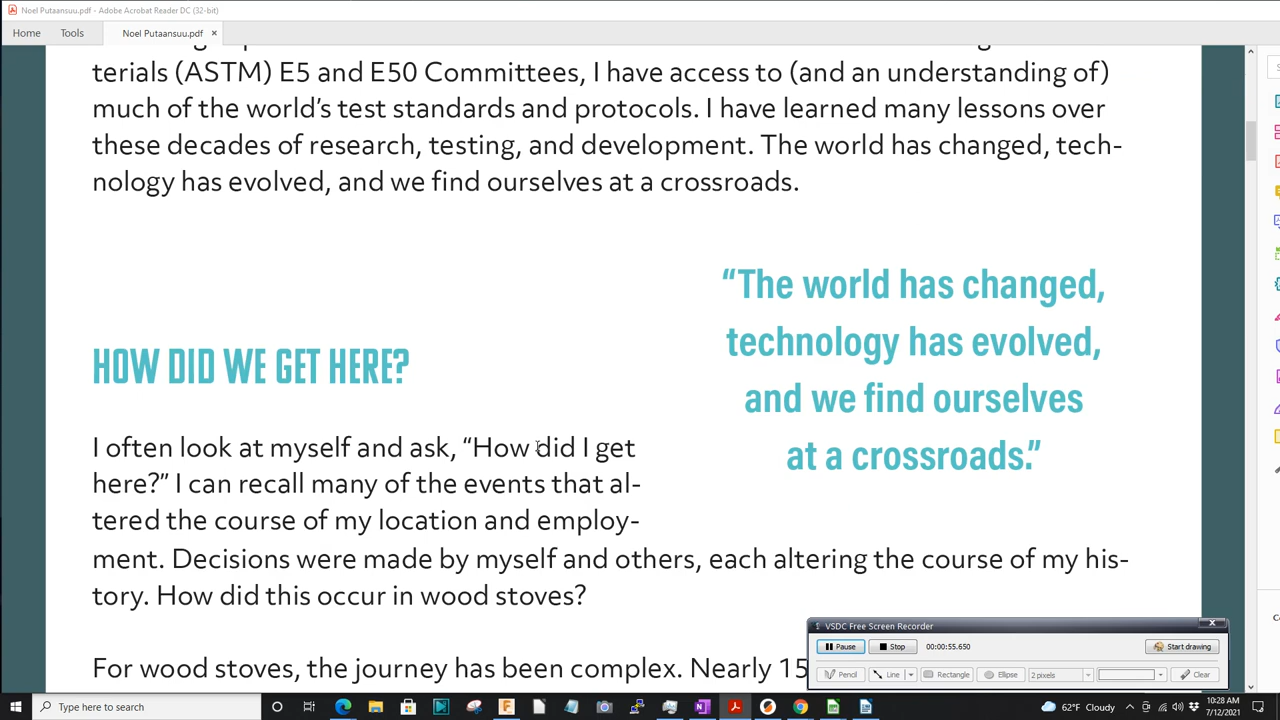 Noel Putaansuu.pdf - Adobe Acrobat Reader DC (32-bit)
Home Tools Noel Putaansuu.pdf ×
terials (ASTM) E5 and E50 Committees, I have access to (and an understanding of)
much of the world's test standards and protocols. I have learned many lessons over
these decades of research, testing, and development. The world has changed, tech-
nology has evolved, and we find ourselves at a crossroads.
“The world has changed,
technology has evolved,
and we find ourselves
at a crossroads.”
HOW DID WE GET HERE?
I often look at myself and ask, “How did I get
here?” I can recall many of the events that al-
tered the course of my location and employ-
ment. Decisions were made by myself and others, each altering the course of my his-
tory. How did this occur in wood stoves?
For wood stoves, the journey has been complex. Nearly 15
VSDC Free Screen Recorder
Pause Stop 00:00:55.650 Start drawing
Pencil Line Rectangle Ellipse 2 pixels Clear
Type here to search
62°F Cloudy
10:28 AM
7/12/2021